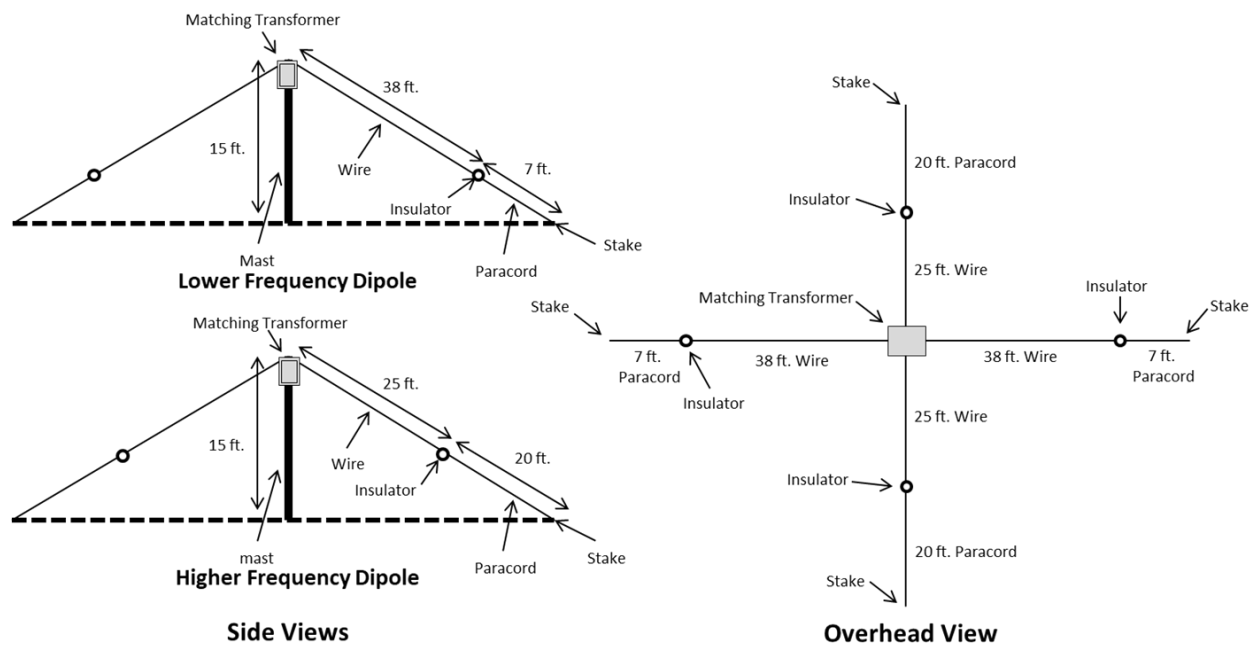 Matching Transformer
38 ft.
15 ft.
Wire
7 ft.
Insulator
Stake
Mast
Paracord
Lower Frequency Dipole
Matching Transformer
25 ft.
15 ft.
20 ft.
Wire
Insulator
mast
Paracord
Stake
Higher Frequency Dipole
Side Views
Stake
20 ft. Paracord
Insulator
25 ft. Wire
Matching Transformer
Insulator
Stake
Stake
7 ft.
Paracord
38 ft. Wire
38 ft. Wire
7 ft.
Paracord
Insulator
25 ft. Wire
Insulator
20 ft. Paracord
Stake
Overhead View